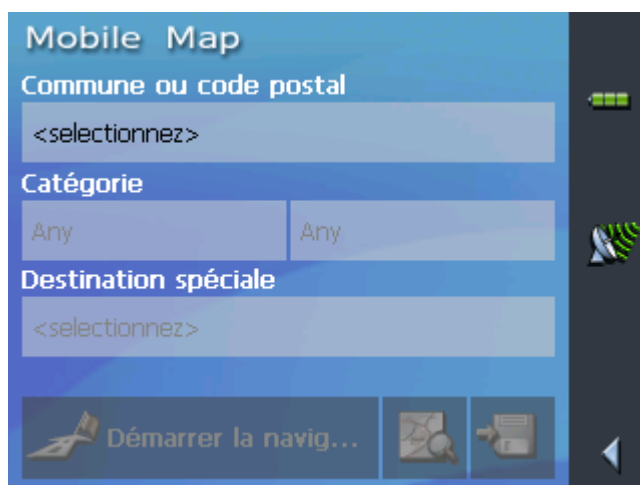 Mobile Map
Commune ou code postal
<selectionnez>
Catégorie
Any Any
Destination spéciale
<selectionnez>
Démarrer la navig...